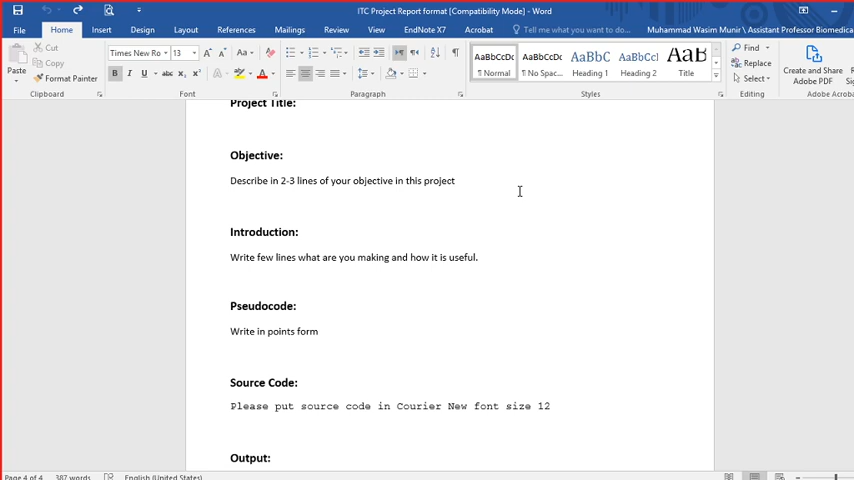 ITC Project Report format [Compatibility Mode] - Word
File Home Insert Design Layout References Mailings Review View EndNote X7 Acrobat Tell me what you want to do... Muhammad Wasim Munir \ Assistant Professor Biomedica
Cut
Copy
Format Painter
Paste
Clipboard
Times New Ro 13
Font
Paragraph
AaBbCcDc AaBbCcDc AaBbC AaBbCcl AaB
¶ Normal ¶ No Spac... Heading 1 Heading 2 Title
Styles
Find
Replace
Select
Editing
Create and Share
Adobe PDF
Adobe Acroba
Project Title:
Objective:
Describe in 2-3 lines of your objective in this project
Introduction:
Write few lines what are you making and how it is useful.
Pseudocode:
Write in points form
Source Code:
Please put source code in Courier New font size 12
Output:
Page 4 of 4 387 words English (United States)